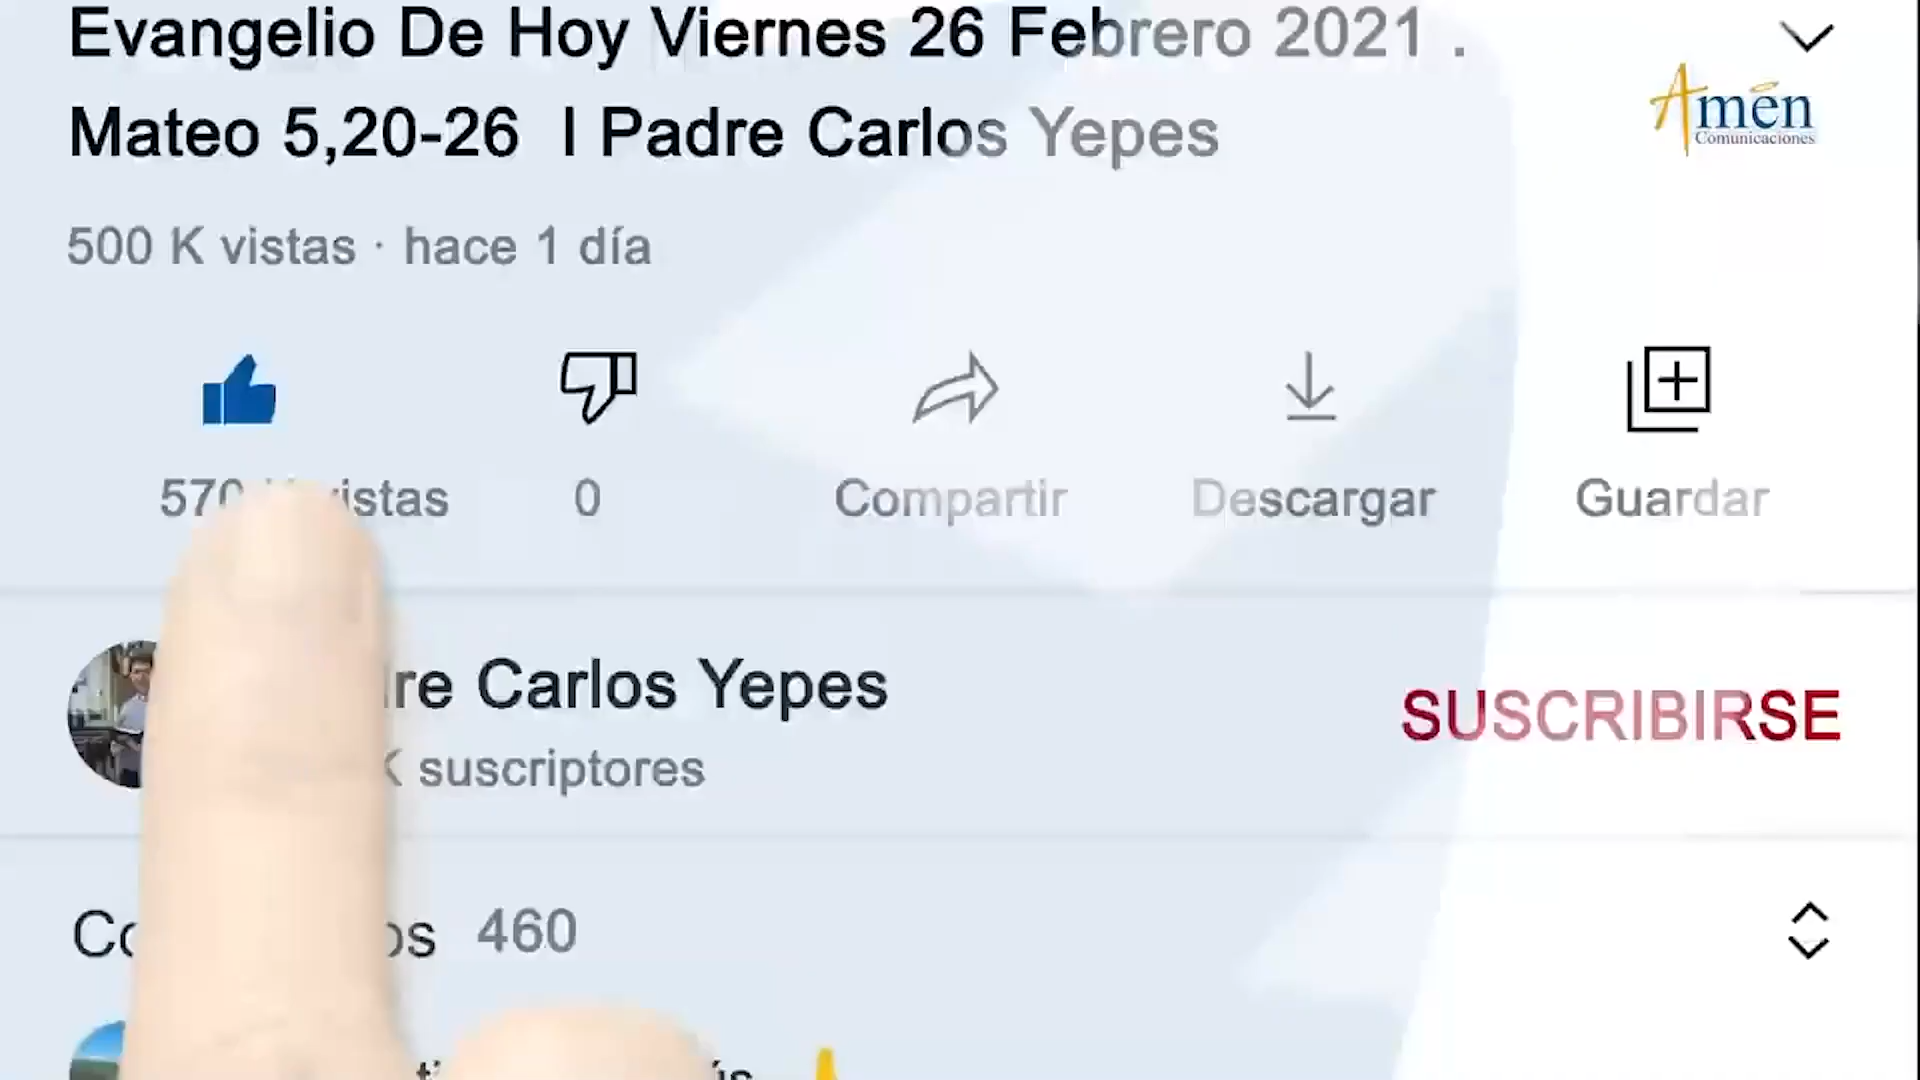 Evangelio De Hoy Viernes 26 Febrero 2021 .
Mateo 5,20-26 I Padre Carlos Yepes
Amén
Comunicaciones
500 K vistas · hace 1 día
0
Compartir
Descargar
Guardar
Carlos Yepes
SUSCRIBIRSE
suscriptores
460